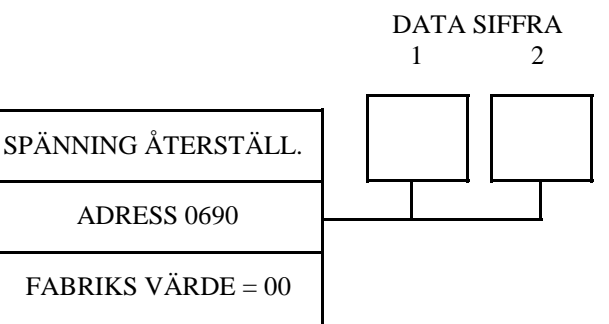 DATA SIFFRA
1 2
SPÄNNING ÅTERSTÄLL.
ADRESS 0690
FABRIKS VÄRDE = 00